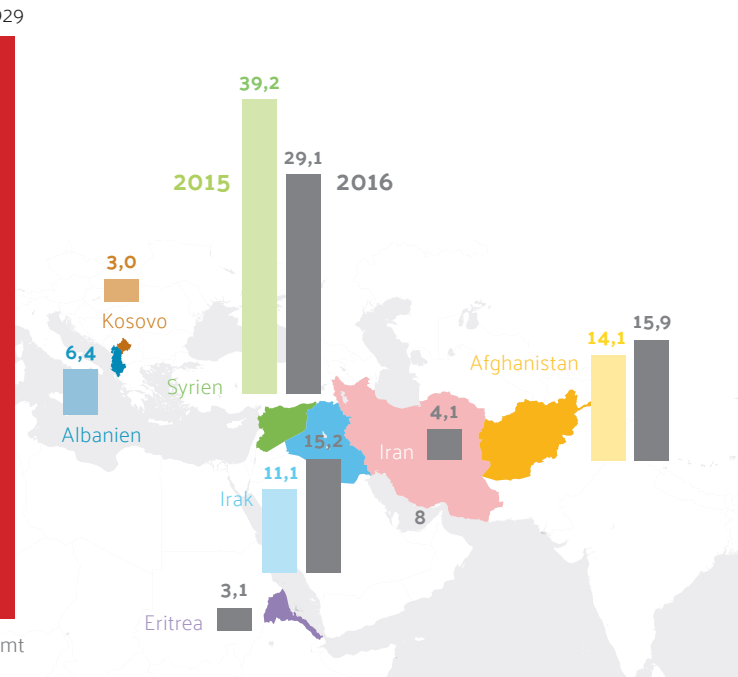 929
39,2
29,1
2015
2016
3,0
Kosovo
6,4
Albanien
Syrien
15,9
14,1
Afghanistan
4,1
Iran
15,2
11,1
Irak
8
3,1
Eritrea
mt